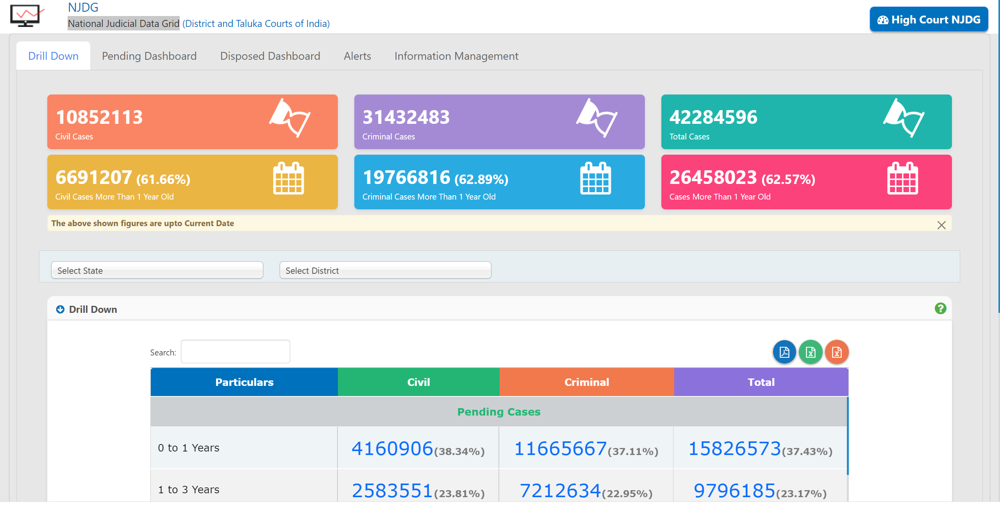 NJDG
National Judicial Data Grid (District and Taluka Courts of India)
High Court NJDG
Drill Down Pending Dashboard Disposed Dashboard Alerts Information Management
10852113
Civil Cases
31432483
Criminal Cases
42284596
Total Cases
6691207 (61.66%)
Civil Cases More Than 1 Year Old
19766816 (62.89%)
Criminal Cases More Than 1 Year Old
26458023 (62.57%)
Cases More Than 1 Year Old
The above shown figures are upto Current Date
Select State Select District
Drill Down
Search:
Particulars Civil Criminal Total
Pending Cases
0 to 1 Years 4160906(38.34%) 11665667(37.11%) 15826573(37.43%)
1 to 3 Years 2583551(23.81%) 7212634(22.95%) 9796185(23.17%)